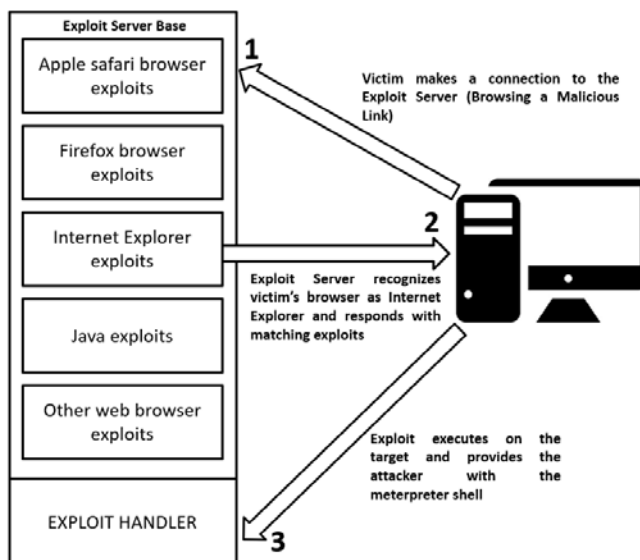 Exploit Server Base
Apple safari browser
exploits
Firefox browser
exploits
Internet Explorer
exploits
Java exploits
Other web browser
exploits
EXPLOIT HANDLER
1
Victim makes a connection to the
Exploit Server (Browsing a Malicious
Link)
2
Exploit Server recognizes
victim's browser as Internet
Explorer and responds with
matching exploits
Exploit executes on the
target and provides the
attacker with the
meterpreter shell
3